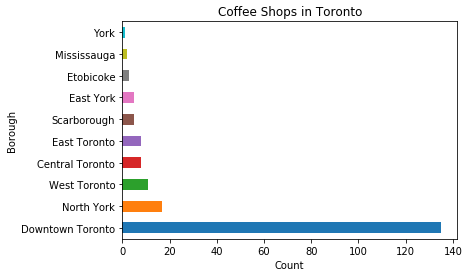 Coffee Shops in Toronto
Borough
York
Mississauga
Etobicoke
East York
Scarborough
East Toronto
Central Toronto
West Toronto
North York
Downtown Toronto
0 20 40 60 80 100 120 140
Count